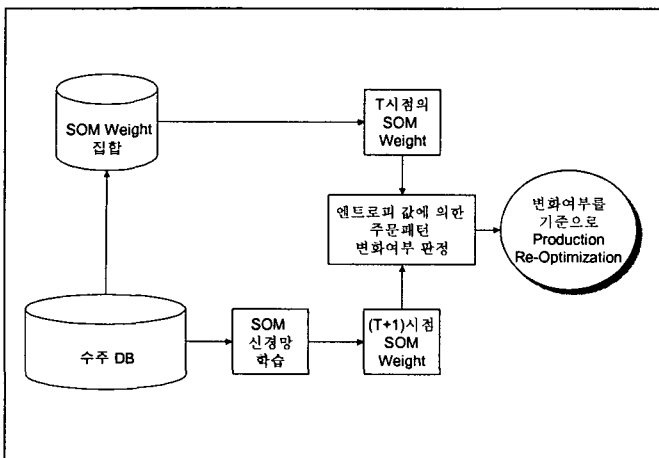 SOM Weight
집합
T시점의
SOM
Weight
엔트로피 값에 의한
주문패턴
변화여부 판정
변화여부를
기준으로
Production
Re-Optimization
수주 DB
SOM
신경망
학습
(T+1)시점
SOM
Weight